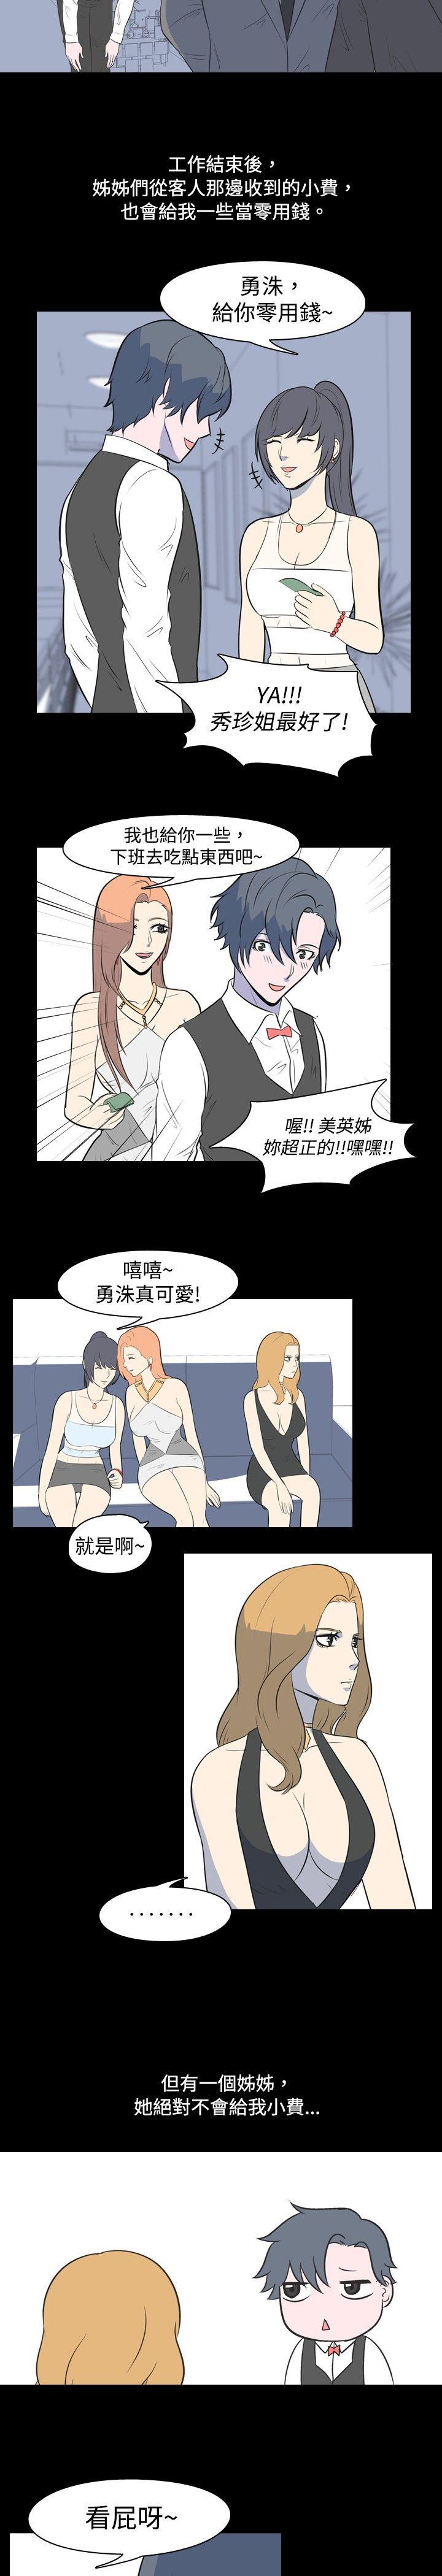 工作結束後，
姊姊們從客人那邊收到的小費，
也會給我一些當零用錢。
勇洙，
給你零用錢~
YA!!!
秀珍姐最好了!
我也給你一些，
下班去吃點東西吧~
喔!! 美英姊
妳超正的!!嘿嘿!!
嘻嘻~
勇洙真可愛!
就是啊~
·······
但有一個姊姊，
她絕對不會給我小費...
看屁呀~